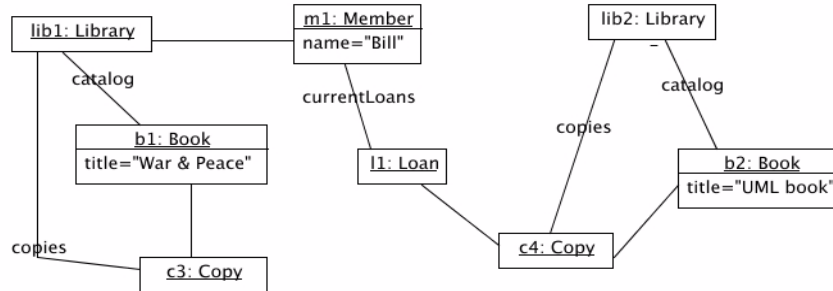 lib1: Library
m1: Member
name="Bill"
lib2: Library
catalog
currentLoans
catalog
copies
b1: Book
title="War & Peace"
l1: Loan
b2: Book
title="UML book"
copies
c3: Copy
c4: Copy